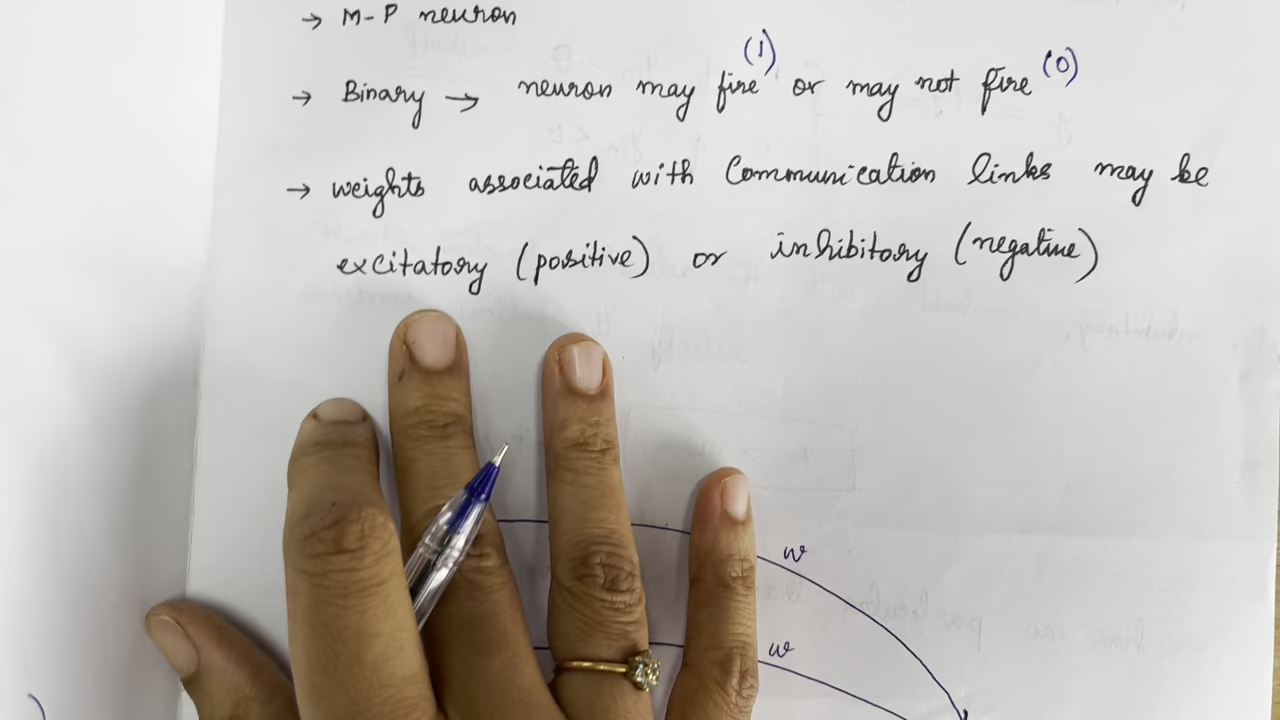 → M-P neuron
→ Binary → neuron may fire (1) or may not fire (0)
→ weights associated with Communication links may be
excitatory (positive) or inhibitory (negative)
w
w